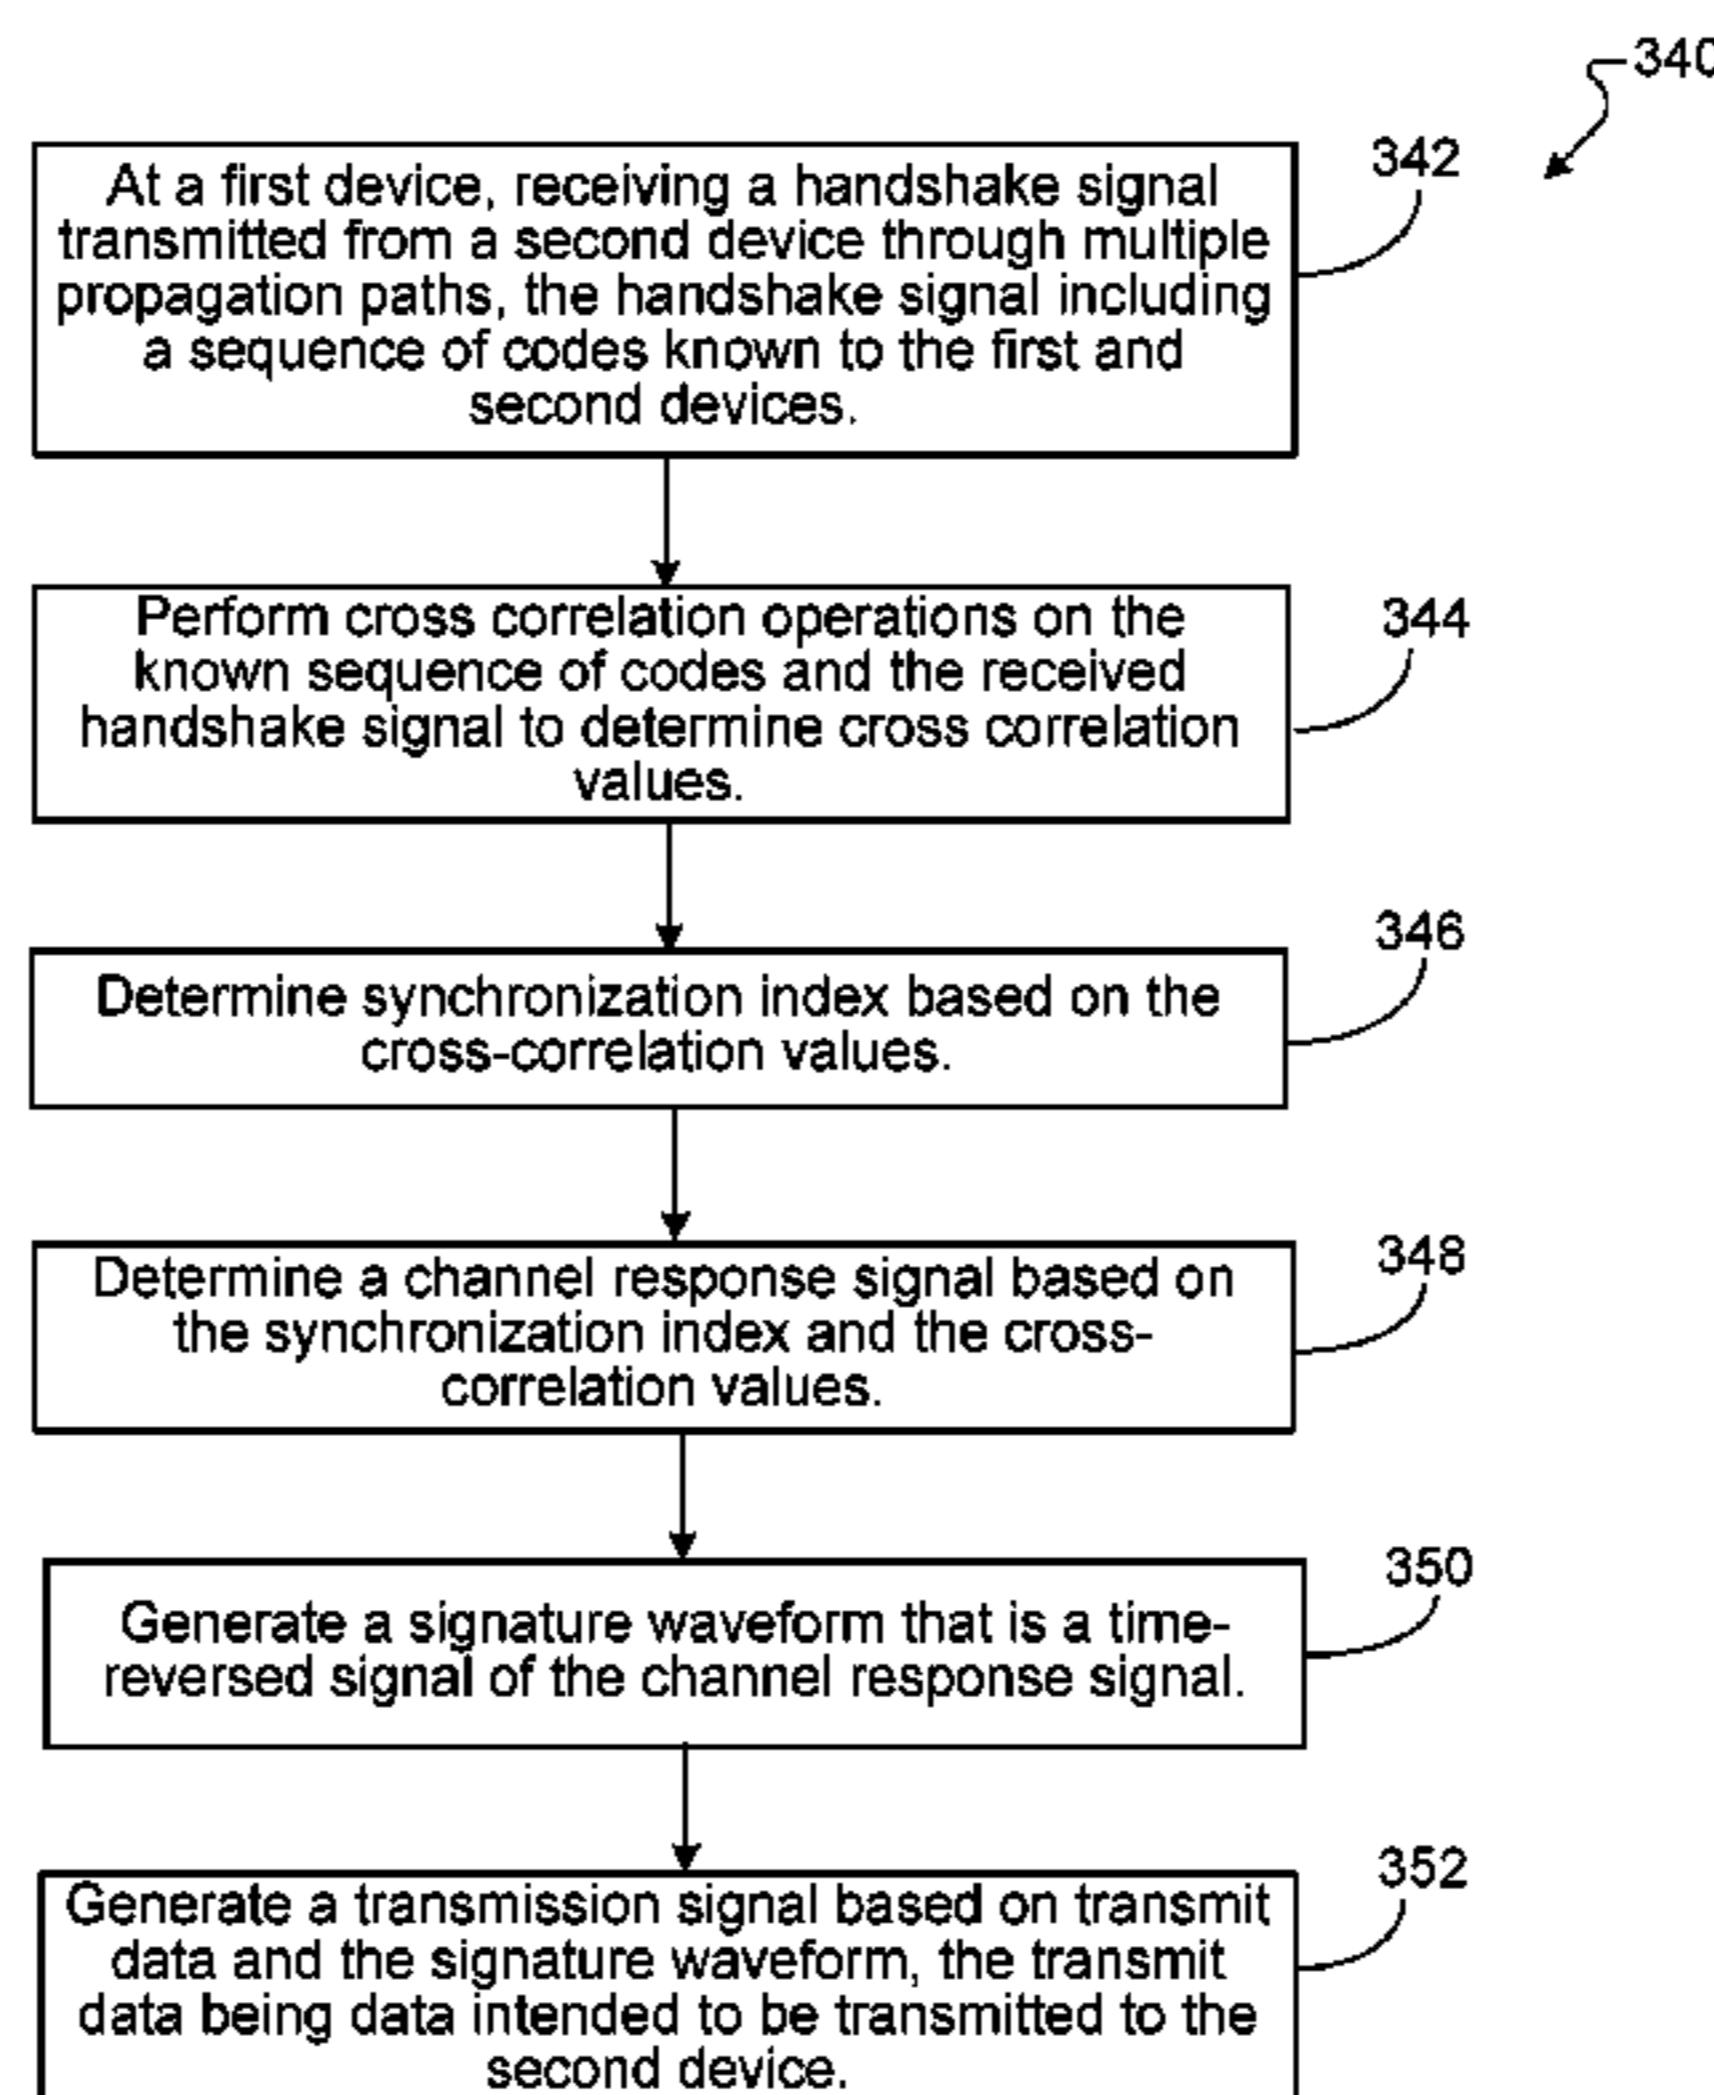 340
342
At a first device, receiving a handshake signal
transmitted from a second device through multiple
propagation paths, the handshake signal including
a sequence of codes known to the first and
second devices.
344
Perform cross correlation operations on the
known sequence of codes and the received
handshake signal to determine cross correlation
values.
346
Determine synchronization index based on the
cross-correlation values.
348
Determine a channel response signal based on
the synchronization index and the cross-
correlation values.
350
Generate a signature waveform that is a time-
reversed signal of the channel response signal.
352
Generate a transmission signal based on transmit
data and the signature waveform, the transmit
data being data intended to be transmitted to the
second device.